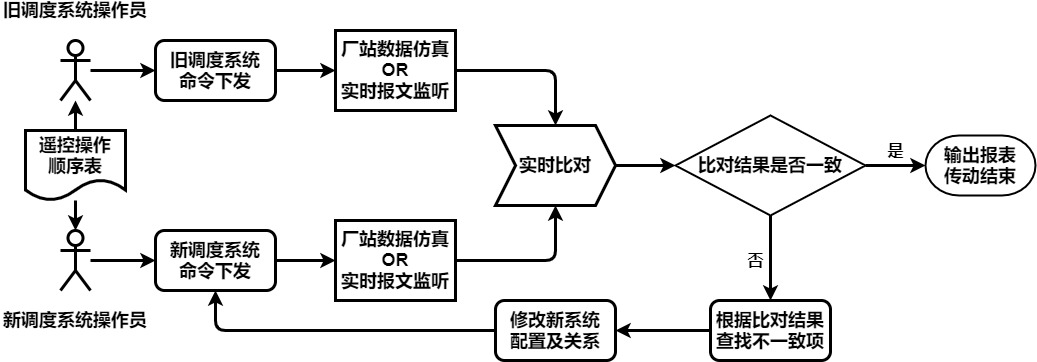 旧调度系统操作员
旧调度系统
命令下发
厂站数据仿真
OR
实时报文监听
遥控操作
顺序表
实时比对
比对结果是否一致
是
输出报表
传动结束
新调度系统
命令下发
厂站数据仿真
OR
实时报文监听
否
新调度系统操作员
修改新系统
配置及关系
根据比对结果
查找不一致项